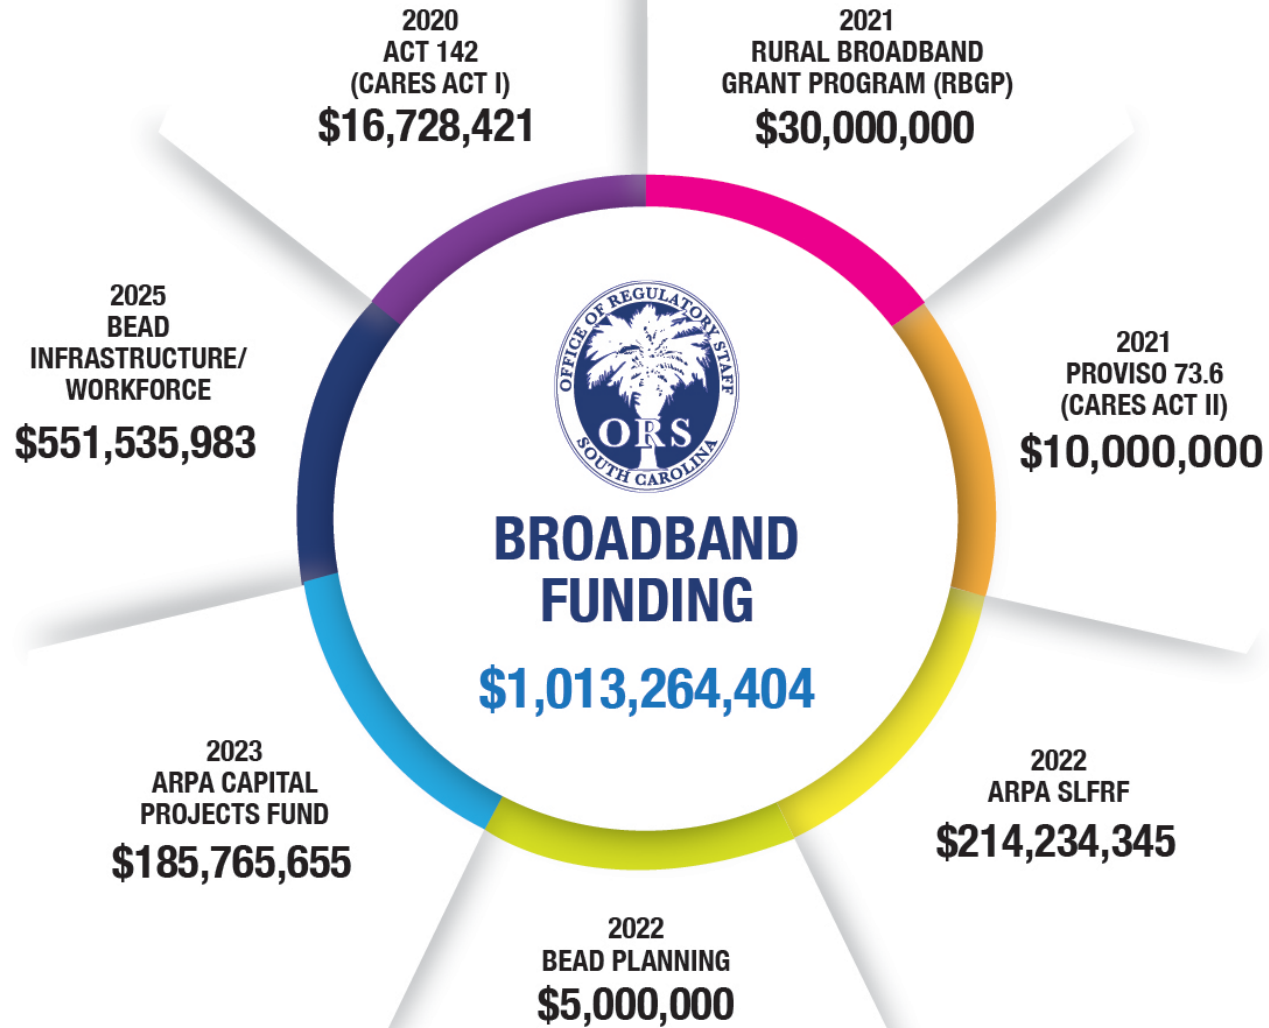 2020
ACT 142
(CARES ACT I)
$16,728,421
2021
RURAL BROADBAND
GRANT PROGRAM (RBGP)
$30,000,000
2025
BEAD
INFRASTRUCTURE/
WORKFORCE
$551,535,983
2021
PROVISO 73.6
(CARES ACT II)
$10,000,000
OFFICE OF REGULATORY STAFF
ORS
SOUTH CAROLINA
BROADBAND
FUNDING
$1,013,264,404
2023
ARPA CAPITAL
PROJECTS FUND
$185,765,655
2022
ARPA SLFRF
$214,234,345
2022
BEAD PLANNING
$5,000,000